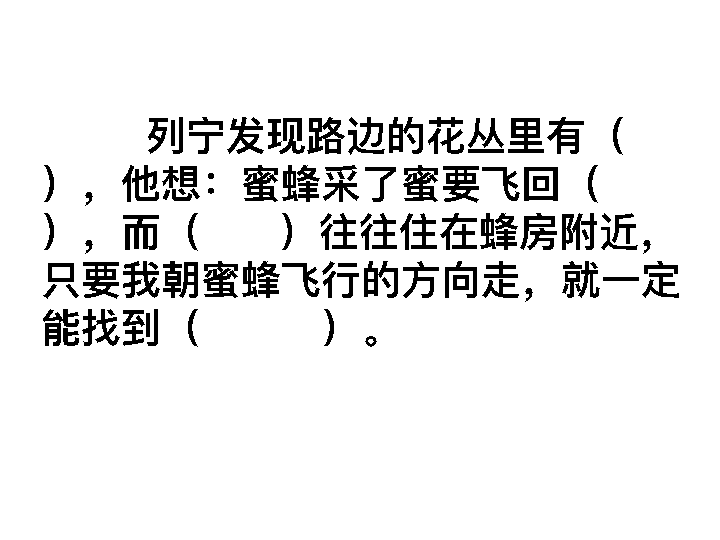 列宁发现路边的花丛里有（
），他想：蜜蜂采了蜜要飞回（
），而（　　）往往住在蜂房附近，
只要我朝蜜蜂飞行的方向走，就一定
能找到（　　　）。